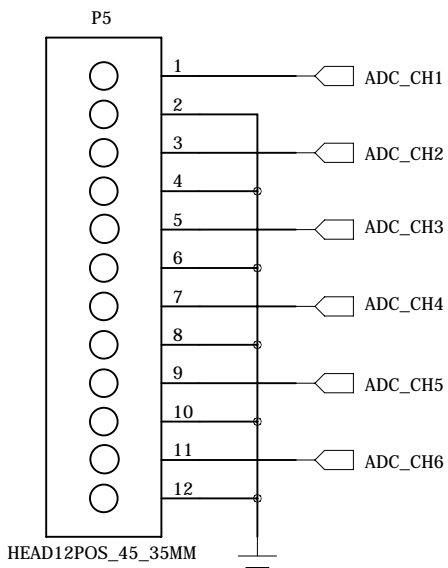 P5
1 ADC_CH1
2
3 ADC_CH2
4
5 ADC_CH3
6
7 ADC_CH4
8
9 ADC_CH5
10
11 ADC_CH6
12
HEAD12POS_45_35MM